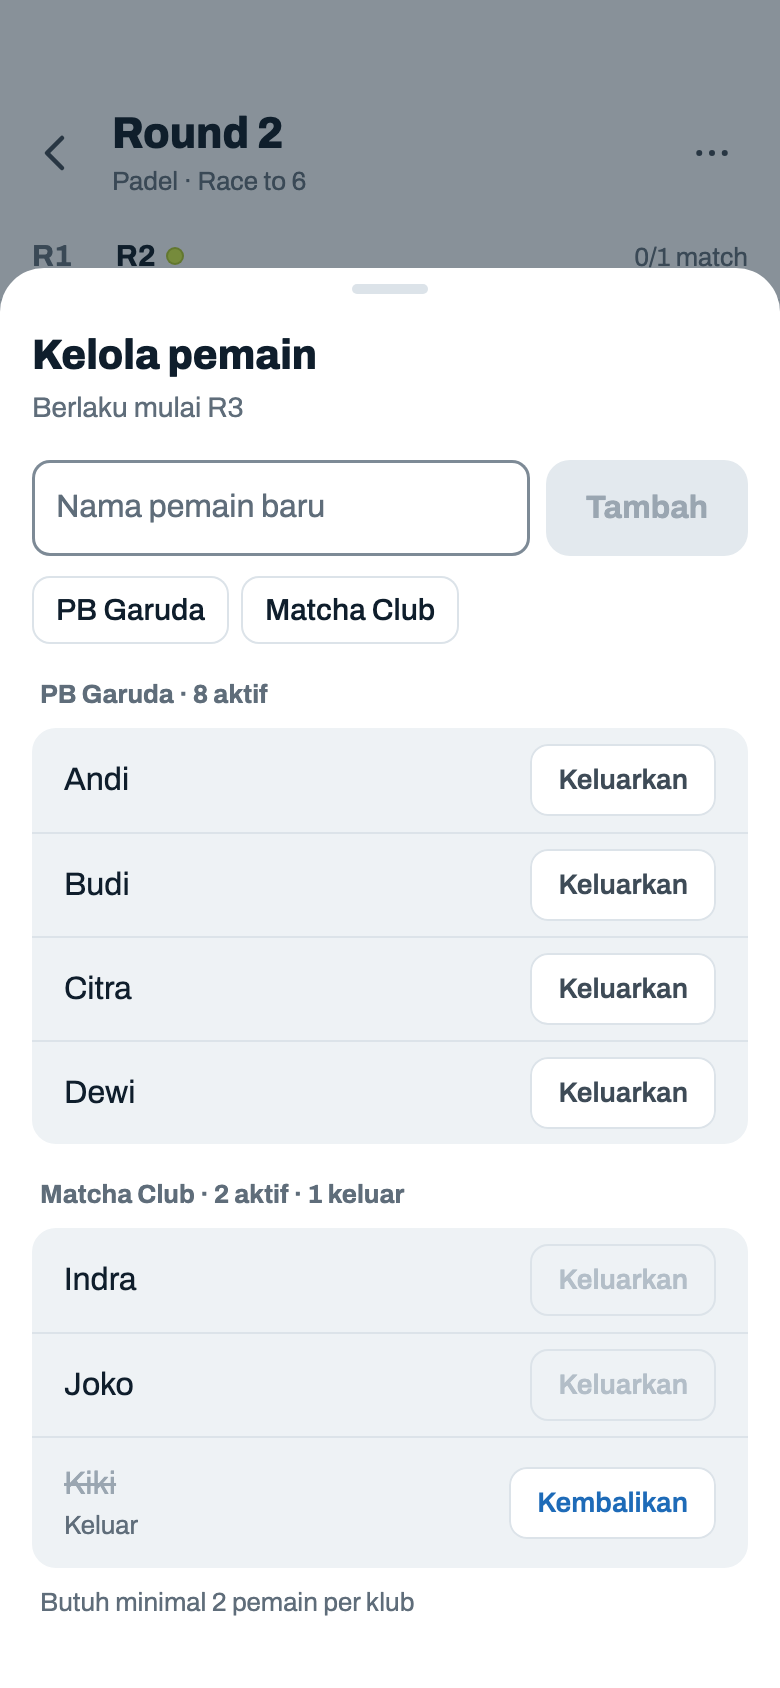 Round 2
Padel · Race to 6
R1 R2 0/1 match
Kelola pemain
Berlaku mulai R3
Nama pemain baru Tambah
PB Garuda Matcha Club
PB Garuda · 8 aktif
Andi Keluarkan
Budi Keluarkan
Citra Keluarkan
Dewi Keluarkan
Matcha Club · 2 aktif · 1 keluar
Indra Keluarkan
Joko Keluarkan
Kiki
Keluar Kembalikan
Butuh minimal 2 pemain per klub